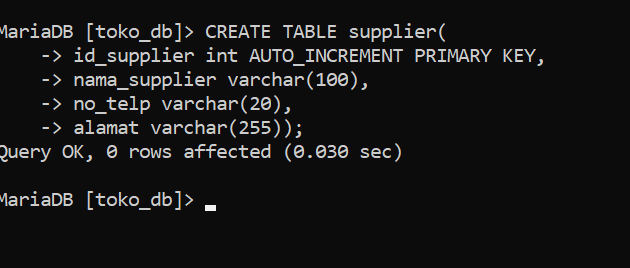 MariaDB [toko_db]> CREATE TABLE supplier(
    -> id_supplier int AUTO_INCREMENT PRIMARY KEY,
    -> nama_supplier varchar(100),
    -> no_telp varchar(20),
    -> alamat varchar(255));
Query OK, 0 rows affected (0.030 sec)
MariaDB [toko_db]>